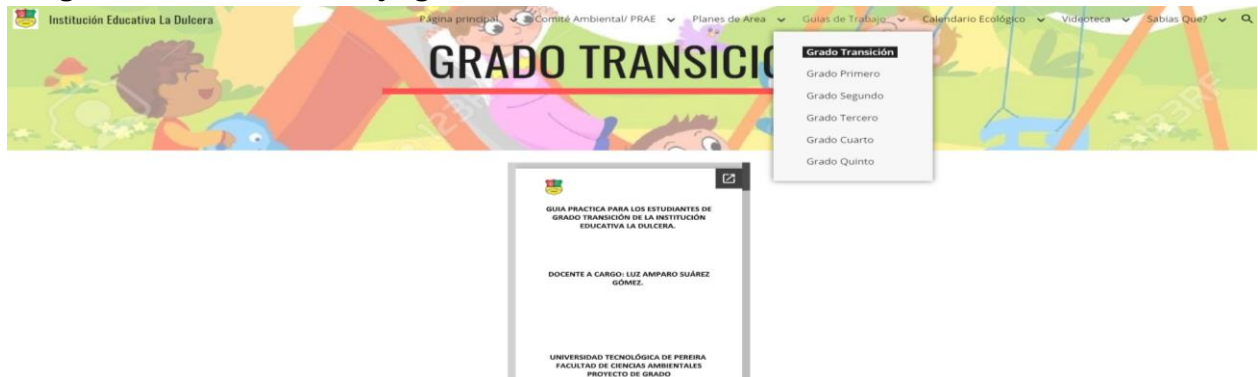 Institución Educativa La Dulcera
Página principal Comité Ambiental/ PRAE Planes de Area Guías de Trabajo Calendario Ecológico Videoteca Sabias Que?
GRADO TRANSICIÓ
Grado Transición
Grado Primero
Grado Segundo
Grado Tercero
Grado Cuarto
Grado Quinto
123RF
GUIA PRACTICA PARA LOS ESTUDIANTES DE
GRADO TRANSICIÓN DE LA INSTITUCIÓN
EDUCATIVA LA DULCERA.
DOCENTE A CARGO: LUZ AMPARO SUÁREZ
GÓMEZ.
UNIVERSIDAD TECNOLÓGICA DE PEREIRA
FACULTAD DE CIENCIAS AMBIENTALES
PROYECTO DE GRADO